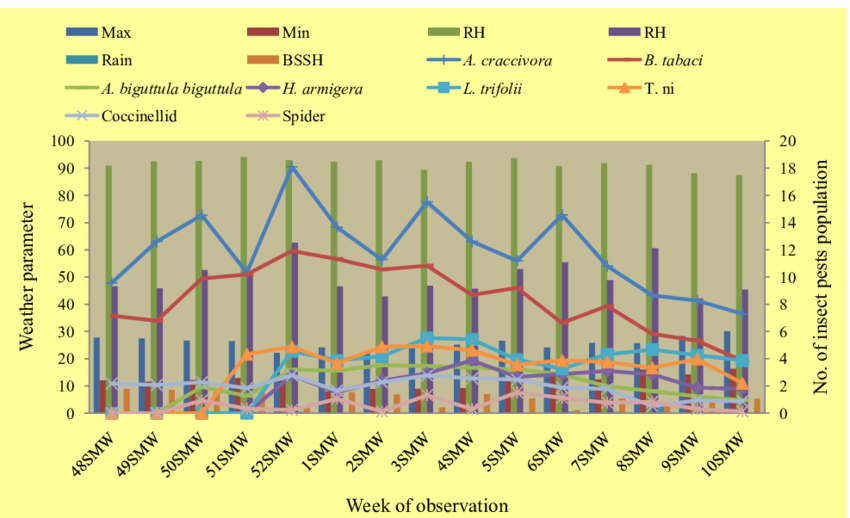 Max Min RH RH
Rain BSSH A. craccivora B. tabaci
A. biguttula biguttula H. armigera L. trifolii T. ni
Coccinellid Spider
100 20
90 18
80 16
70 14
60 12
50 10
40 8
30 6
20 4
10 2
0 0
Weather parameter
No. of insect pests population
48SMW 49SMW 50SMW 51SMW 52SMW 1SMW 2SMW 3SMW 4SMW 5SMW 6SMW 7SMW 8SMW 9SMW 10SMW
Week of observation